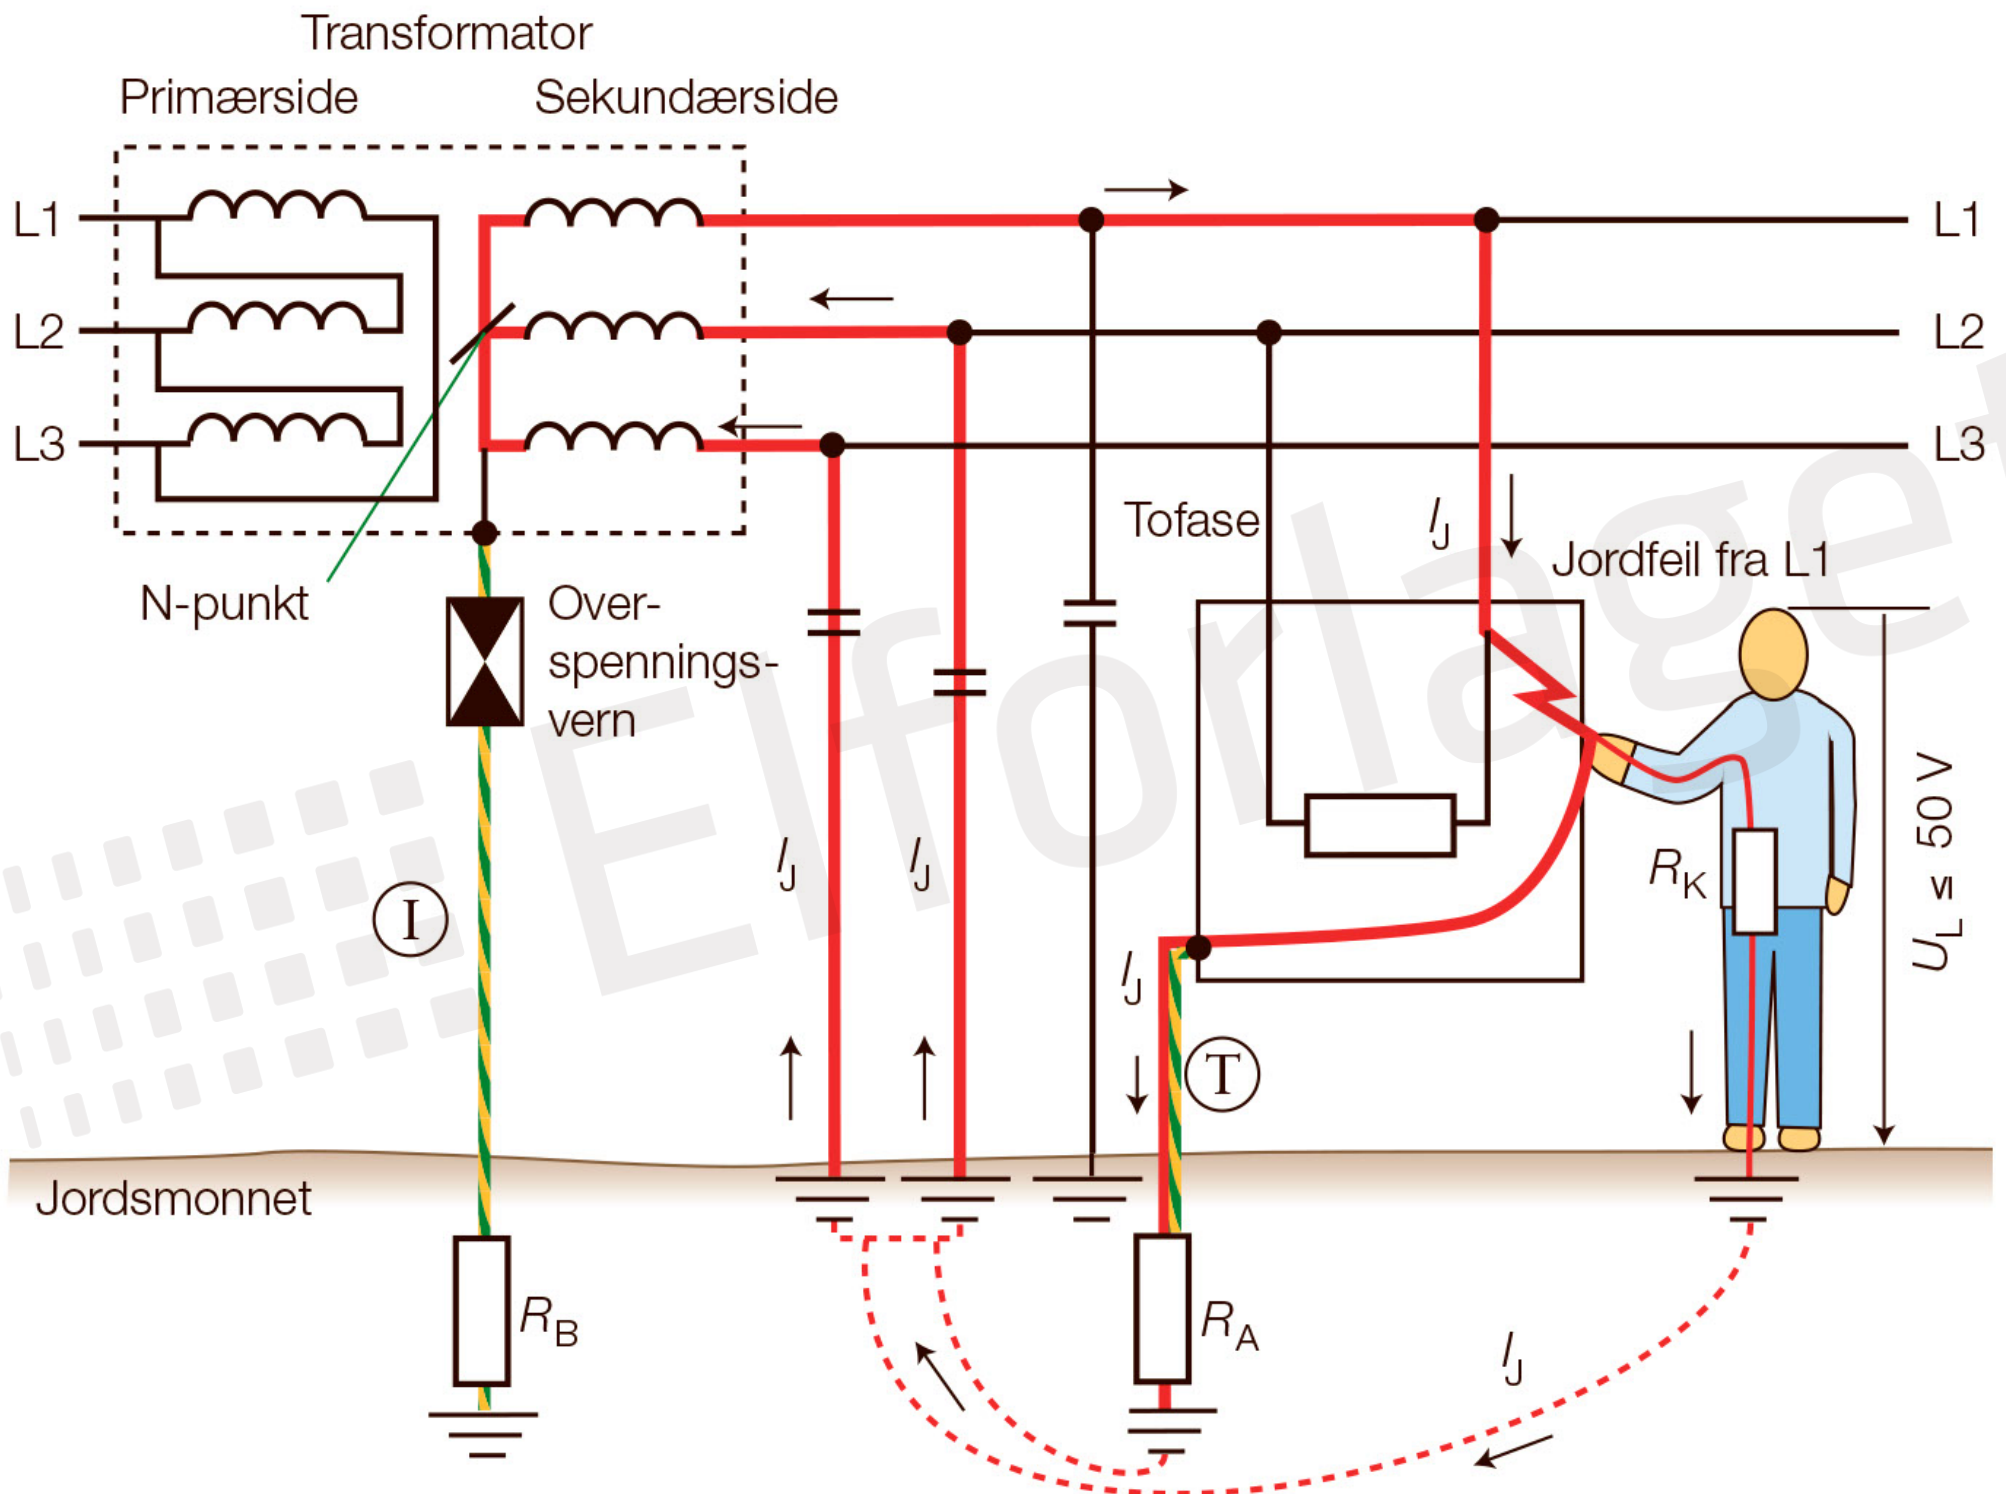 Transformator
Primærside
Sekundærside
L1
L1
L2
L2
L3
L3
Tofase
I_J
Jordfeil fra L1
N-punkt
Over-
spennings-
vern
I_J
I_J
R_K
U_L ≤ 50 V
I
I_J
T
Jordsmonnet
R_B
R_A
I_J
Elforlaget